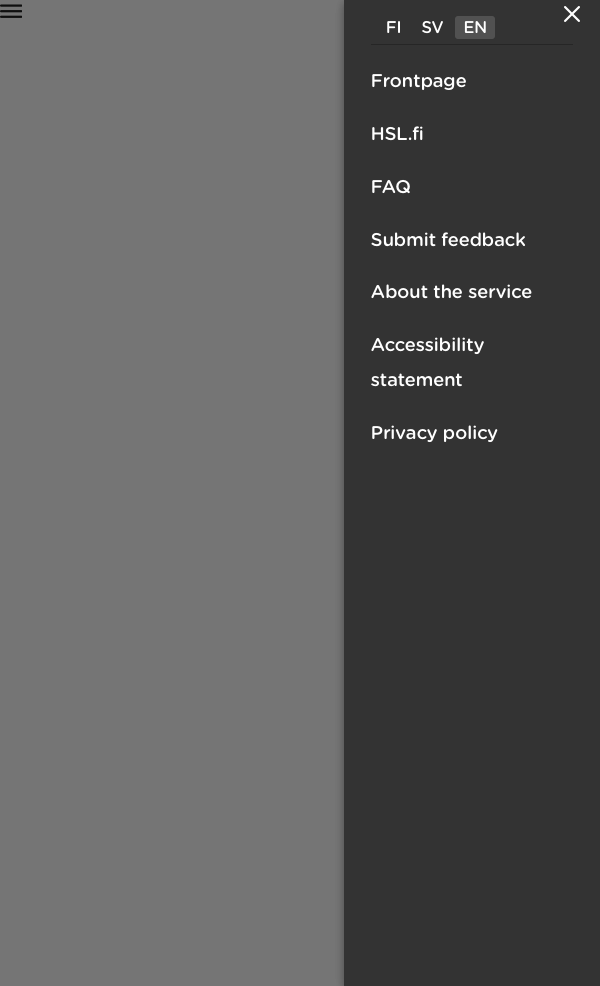 FI SV EN
Frontpage
HSL.fi
FAQ
Submit feedback
About the service
Accessibility
statement
Privacy policy